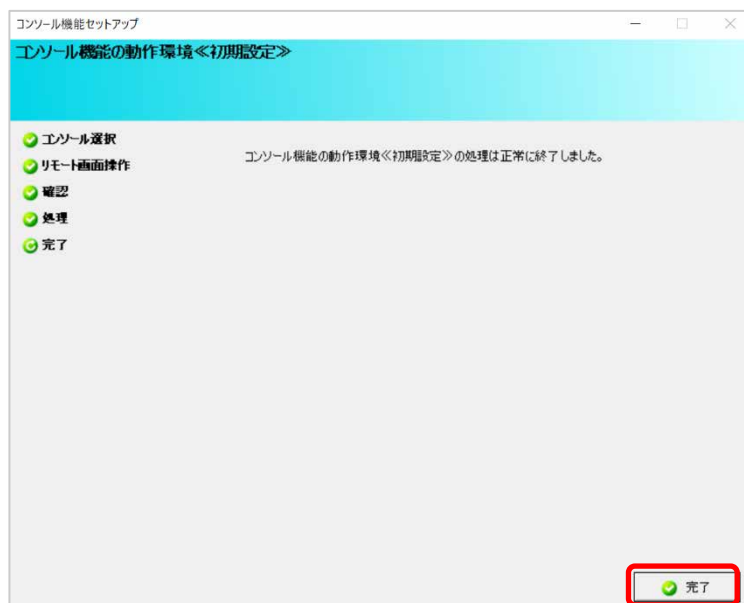 コンソール機能セットアップ
コンソール機能の動作環境≪初期設定≫
コンソール選択
リモート画面操作
確認
処理
完了
コンソール機能の動作環境≪初期設定≫の処理は正常に終了しました。
完了